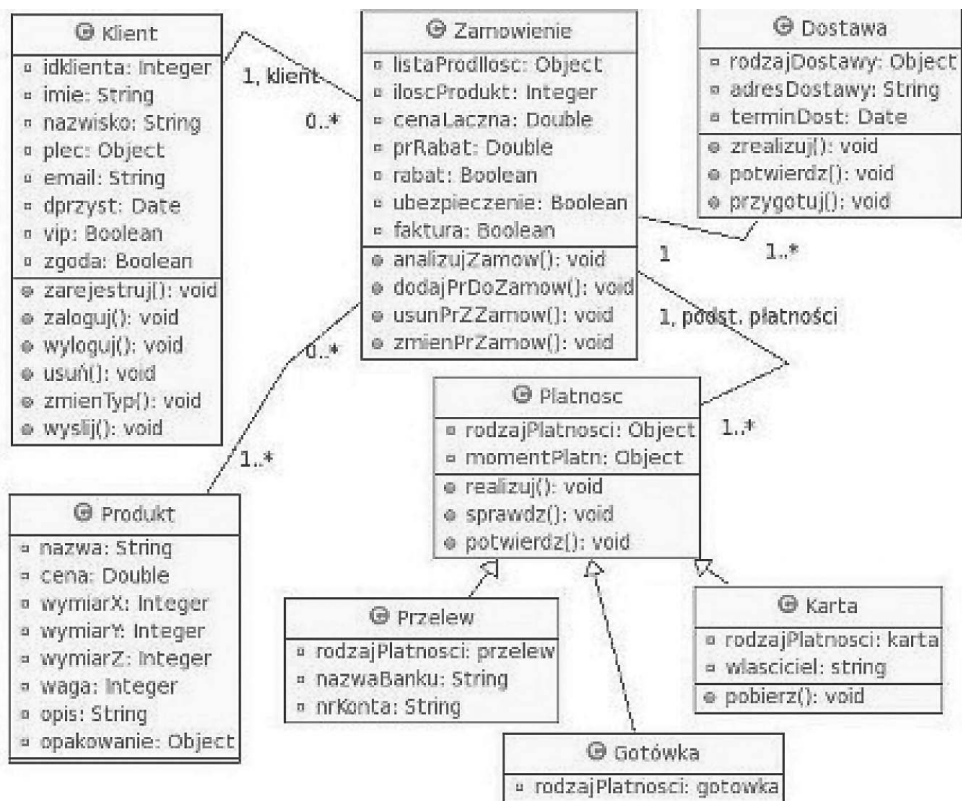 Klient
idklienta: Integer
imie: String
nazwisko: String
plec: Object
email: String
dprzyst: Date
vip: Boolean
zgoda: Boolean
zarejestruj(): void
zaloguj(): void
wyloguj(): void
usuń(): void
zmienTyp(): void
wyslij(): void
1, klient
0..*
Zamowienie
listaProdIlosc: Object
iloscProdukt: Integer
cenaLaczna: Double
prRabat: Double
rabat: Boolean
ubezpieczenie: Boolean
faktura: Boolean
analizujZamow(): void
dodajPrDoZamow(): void
usunPrZZamow(): void
zmienPrZamow(): void
Dostawa
rodzajDostawy: Object
adresDostawy: String
terminDost: Date
zrealizuj(): void
potwierdz(): void
przygotuj(): void
1
1..*
1, podst. płatności
1..*
0..*
1..*
Platnosc
rodzajPlatnosci: Object
momentPlatn: Object
realizuj(): void
sprawdz(): void
potwierdz(): void
Produkt
nazwa: String
cena: Double
wymiarX: Integer
wymiarY: Integer
wymiarZ: Integer
waga: Integer
opis: String
opakowanie: Object
Przelew
rodzajPlatnosci: przelew
nazwaBanku: String
nrKonta: String
Karta
rodzajPlatnosci: karta
wlasciciel: string
pobierz(): void
Gotówka
rodzajPlatnosci: gotowka